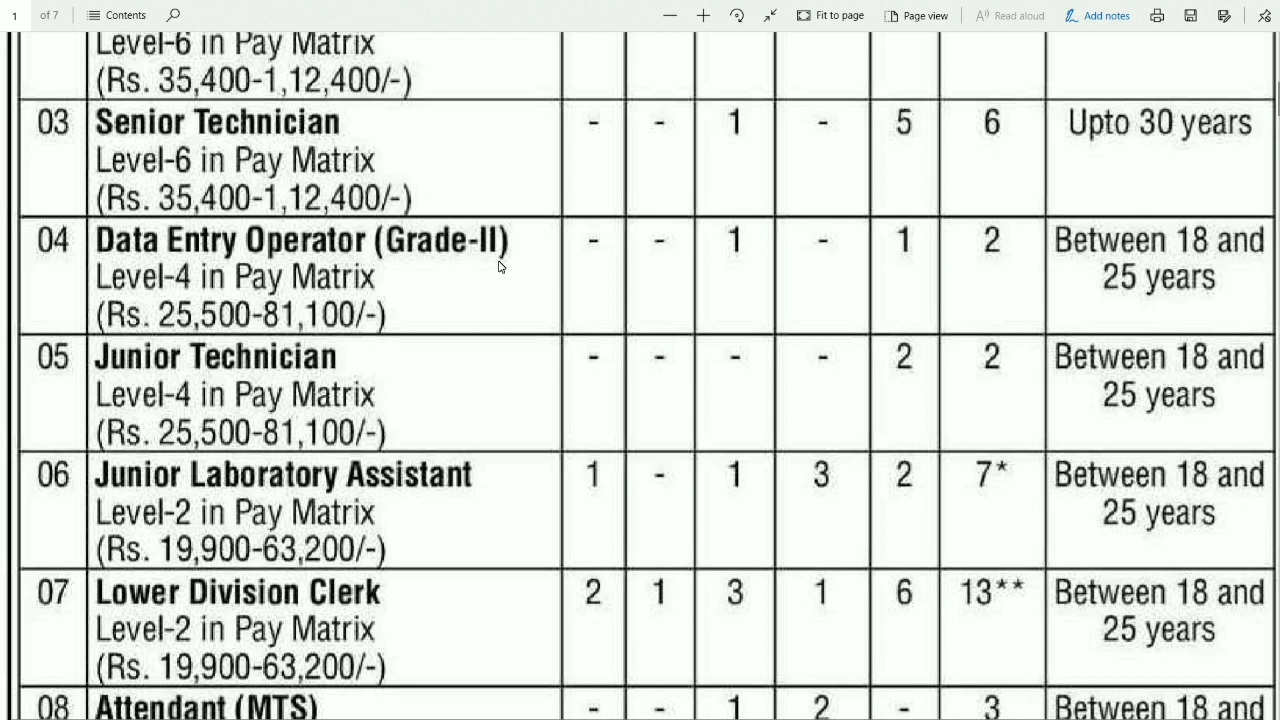 1 of 7 Contents Fit to page Page view Read aloud Add notes
Level-6 in Pay Matrix
(Rs. 35,400-1,12,400/-)
03 Senior Technician - - 1 - 5 6 Upto 30 years
Level-6 in Pay Matrix
(Rs. 35,400-1,12,400/-)
04 Data Entry Operator (Grade-II) - - 1 - 1 2 Between 18 and
Level-4 in Pay Matrix 25 years
(Rs. 25,500-81,100/-)
05 Junior Technician - - - - 2 2 Between 18 and
Level-4 in Pay Matrix 25 years
(Rs. 25,500-81,100/-)
06 Junior Laboratory Assistant 1 - 1 3 2 7* Between 18 and
Level-2 in Pay Matrix 25 years
(Rs. 19,900-63,200/-)
07 Lower Division Clerk 2 1 3 1 6 13** Between 18 and
Level-2 in Pay Matrix 25 years
(Rs. 19,900-63,200/-)
08 Attendant (MTS) - - 1 2 - 3 Between 18 and